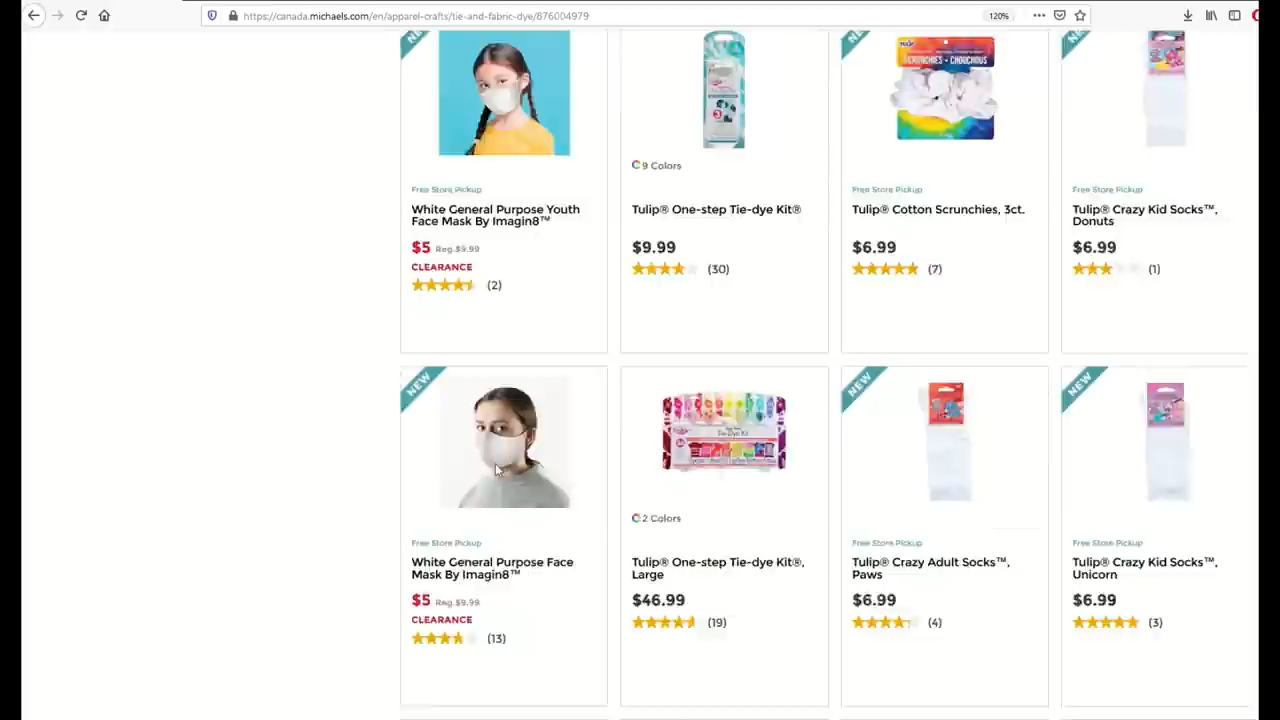 https://canada.michaels.com/en/apparel-crafts/tie-and-fabric-dye/876004979
120%
NEW
SCRUNCHIES • CHOUCHOUS
9 Colors
Free Store Pickup
White General Purpose Youth
Face Mask By Imagin8™
$5 Reg.$9.99
CLEARANCE
(2)
Tulip® One-step Tie-dye Kit®
$9.99
(30)
Free Store Pickup
Tulip® Cotton Scrunchies, 3ct.
$6.99
(7)
Free Store Pickup
Tulip® Crazy Kid Socks™,
Donuts
$6.99
(1)
NEW
Tie-Dye Kit
NEW
NEW
2 Colors
Free Store Pickup
White General Purpose Face
Mask By Imagin8™
$5 Reg.$9.99
CLEARANCE
(13)
Tulip® One-step Tie-dye Kit®,
Large
$46.99
(19)
Free Store Pickup
Tulip® Crazy Adult Socks™,
Paws
$6.99
(4)
Free Store Pickup
Tulip® Crazy Kid Socks™,
Unicorn
$6.99
(3)